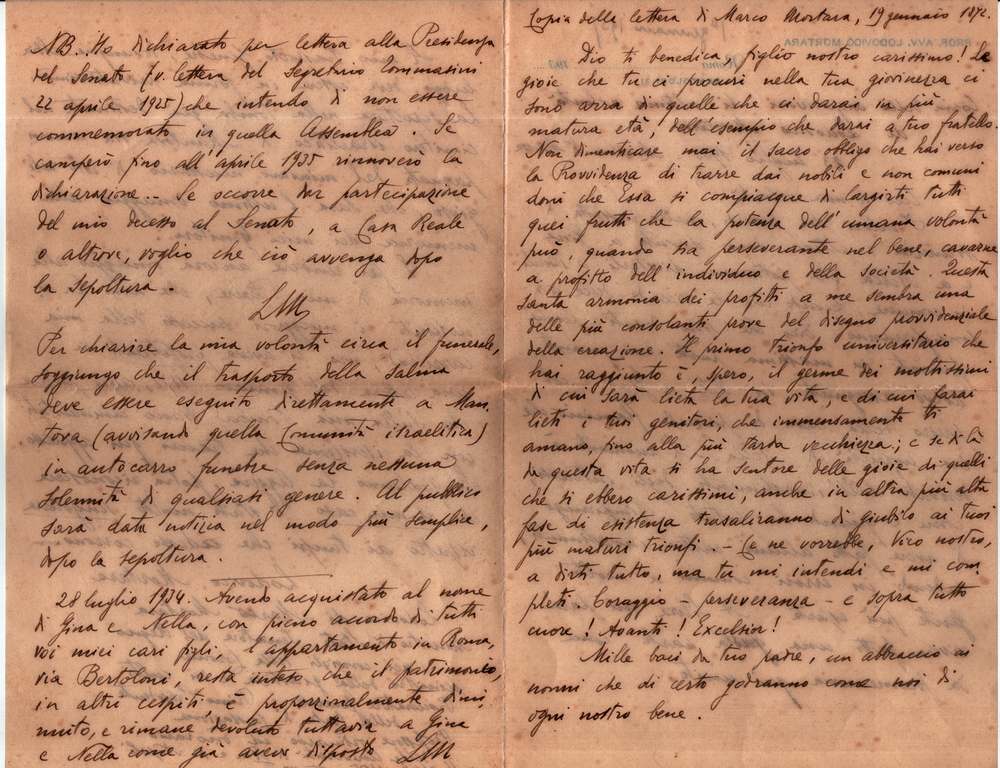 NB. Ho dichiarato per lettera alla Presidenza
del Senato (v. lettera del Segretario Tommasini
22 aprile 1925) che intendo di non essere
commemorato in quella Assemblea. Se
camperò fino all'aprile 1935 rinnoverò la
dichiarazione.. Se occorre dar partecipazione
del mio decesso al Senato, a Casa Reale
o altrove, voglio che ciò avvenga dopo
la sepoltura.
LM
Per chiarire la mia volontà circa il funerale,
soggiungo che il trasporto della salma
deve essere eseguito direttamente a Man
tova (avvisando quella Comunità israelitica)
in autocarro funebre senza nessuna
solennità di qualsiasi genere. Al pubblico
sarà data notizia nel modo più semplice,
dopo la sepoltura.
28 luglio 1934. Avendo acquistato al nome
di Gina e Nella, con pieno accordo di tutti
voi miei cari figli, l'appartamento in Roma,
via Bertoloni, resta inteso che il patrimonio,
in altri cespiti, è proporzionalmente dimi
nuito, e rimane devoluto tuttavia a Gina
e Nella come già avevo disposto LM
Copia della lettera di Marco Mortara, 19 gennaio 1872.
PROF. AVV. LODOVICO MORTARA
Dio ti benedica, figlio nostro carissimo! Le
gioie che tu ci procuri nella tua giovinezza ci
sono arra di quelle che ci darai in più
matura età, dell'esempio che darai a tuo fratello.
Non dimenticare mai il sacro obbligo che hai verso
la Provvidenza di trarre dai nobili e non comuni
doni che Essa si compiacque di largirti tutti
quei frutti che la potenza dell'umana volontà
può, quando sia perseverante nel bene, cavarne
a profitto dell'individuo e della società. Questa
santa armonia dei profitti a me sembra una
delle più consolanti prove del disegno provvidenziale
della creazione. Il primo trionfo universitario che
hai raggiunto è, spero, il germe dei moltissimi
di cui sarà lieta la tua vita, e di cui farai
lieti i tuoi genitori, che immensamente ti
amano, fino alla più tarda vecchiezza; e se di là
da questa vita si ha sentore delle gioie di quelli
che si ebbero carissimi, anche in altra più alta
fase di esistenza trasaliranno di giubilo ai tuoi
più maturi trionfi. - Ce ne vorrebbe, Vico nostro,
a dirti tutto, ma tu mi intendi e mi com
pleti. Coraggio - perseveranza - e sopra tutto
cuore! Avanti! Excelsior!
Mille baci da tuo padre, un abbraccio ai
nonni che di certo godranno come noi di
ogni nostro bene.